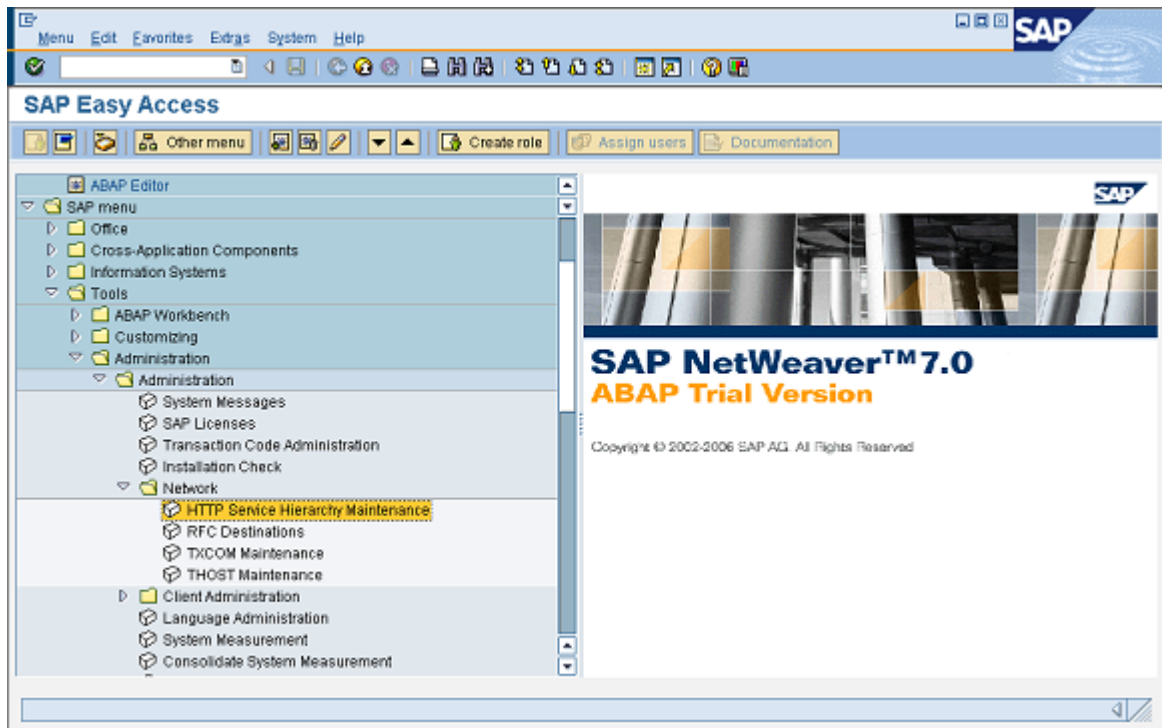 Menu Edit Favorites Extras System Help
SAP
SAP Easy Access
Other menu Create role Assign users Documentation
ABAP Editor
SAP menu
Office
Cross-Application Components
Information Systems
Tools
ABAP Workbench
Customizing
Administration
Administration
System Messages
SAP Licenses
Transaction Code Administration
Installation Check
Network
HTTP Service Hierarchy Maintenance
RFC Destinations
TXCOM Maintenance
THOST Maintenance
Client Administration
Language Administration
System Measurement
Consolidate System Measurement
SAP
SAP NetWeaver™ 7.0
ABAP Trial Version
Copyright © 2002-2006 SAP AG. All Rights Reserved